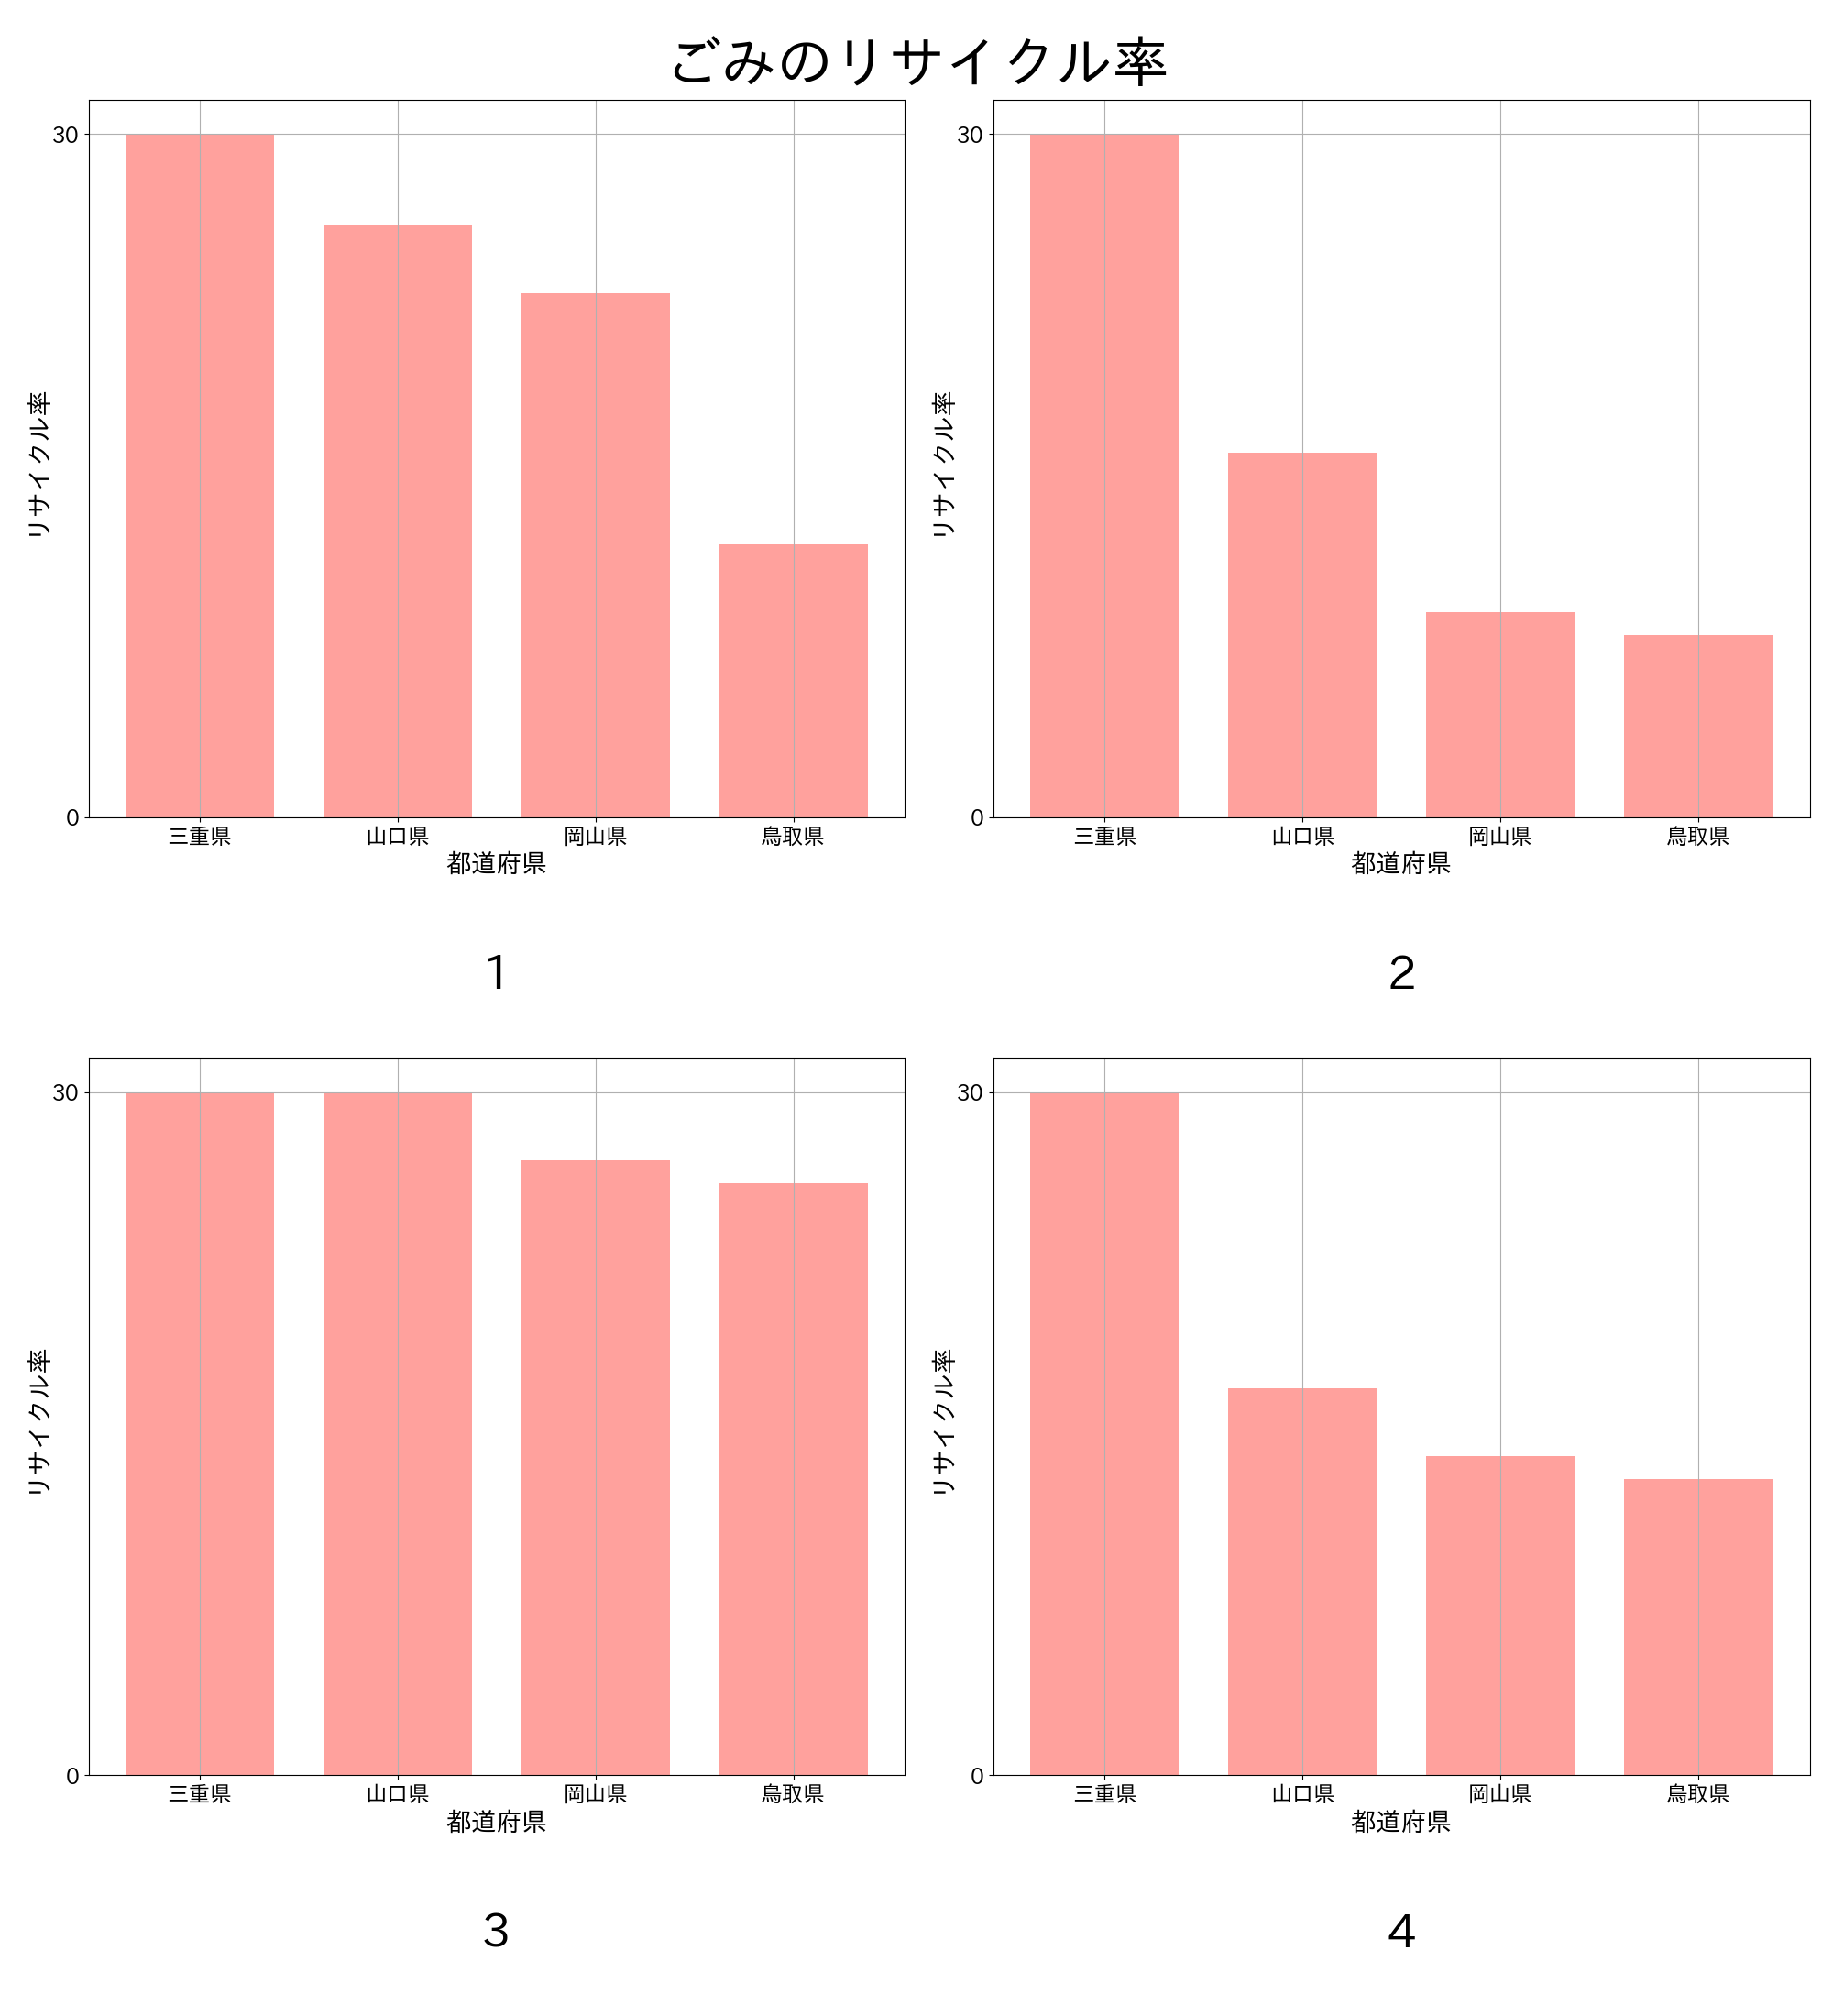 ごみのリサイクル率
30
0
リサイクル率
三重県 山口県 岡山県 鳥取県
都道府県
1
30
0
リサイクル率
三重県 山口県 岡山県 鳥取県
都道府県
2
30
0
リサイクル率
三重県 山口県 岡山県 鳥取県
都道府県
3
30
0
リサイクル率
三重県 山口県 岡山県 鳥取県
都道府県
4